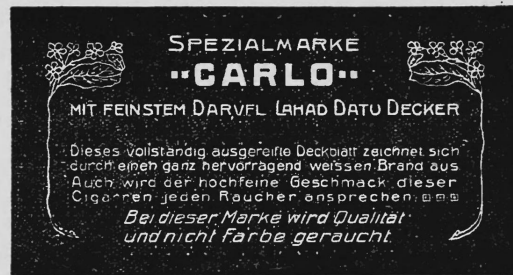 SPEZIALMARKE
"CARLO"
MIT FEINSTEM DARVEL LAHAD DATU DECKER
Dieses vollständig ausgereifte Deckblatt zeichnet sich
durch einen ganz hervorragend weissen Brand aus
Auch wird der hochfeine Geschmack dieser
Cigarren jeden Raucher ansprechen
Bei dieser Marke wird Qualität
und nicht Farbe geraucht.